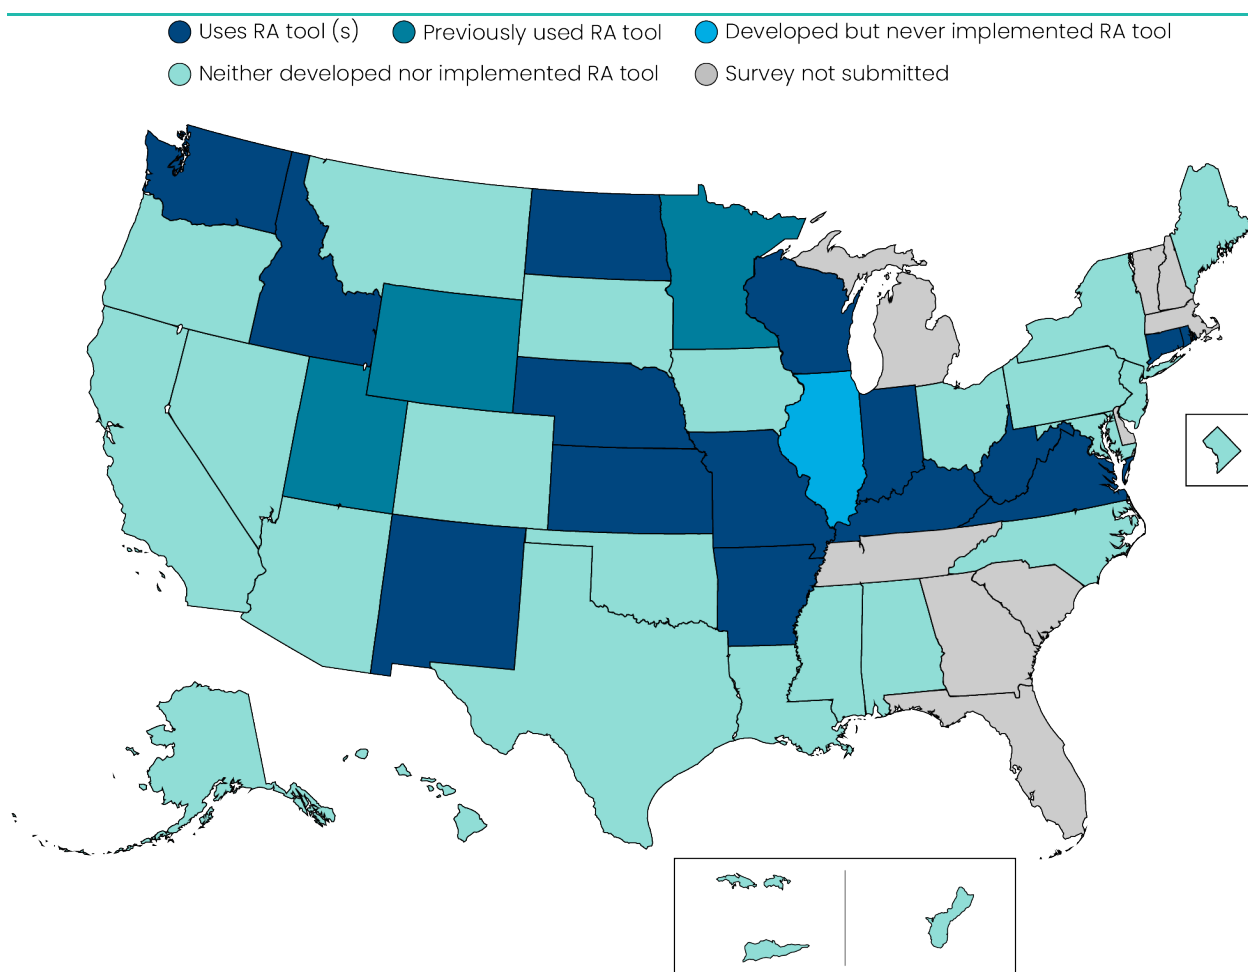 Uses RA tool (s) Previously used RA tool Developed but never implemented RA tool
Neither developed nor implemented RA tool Survey not submitted